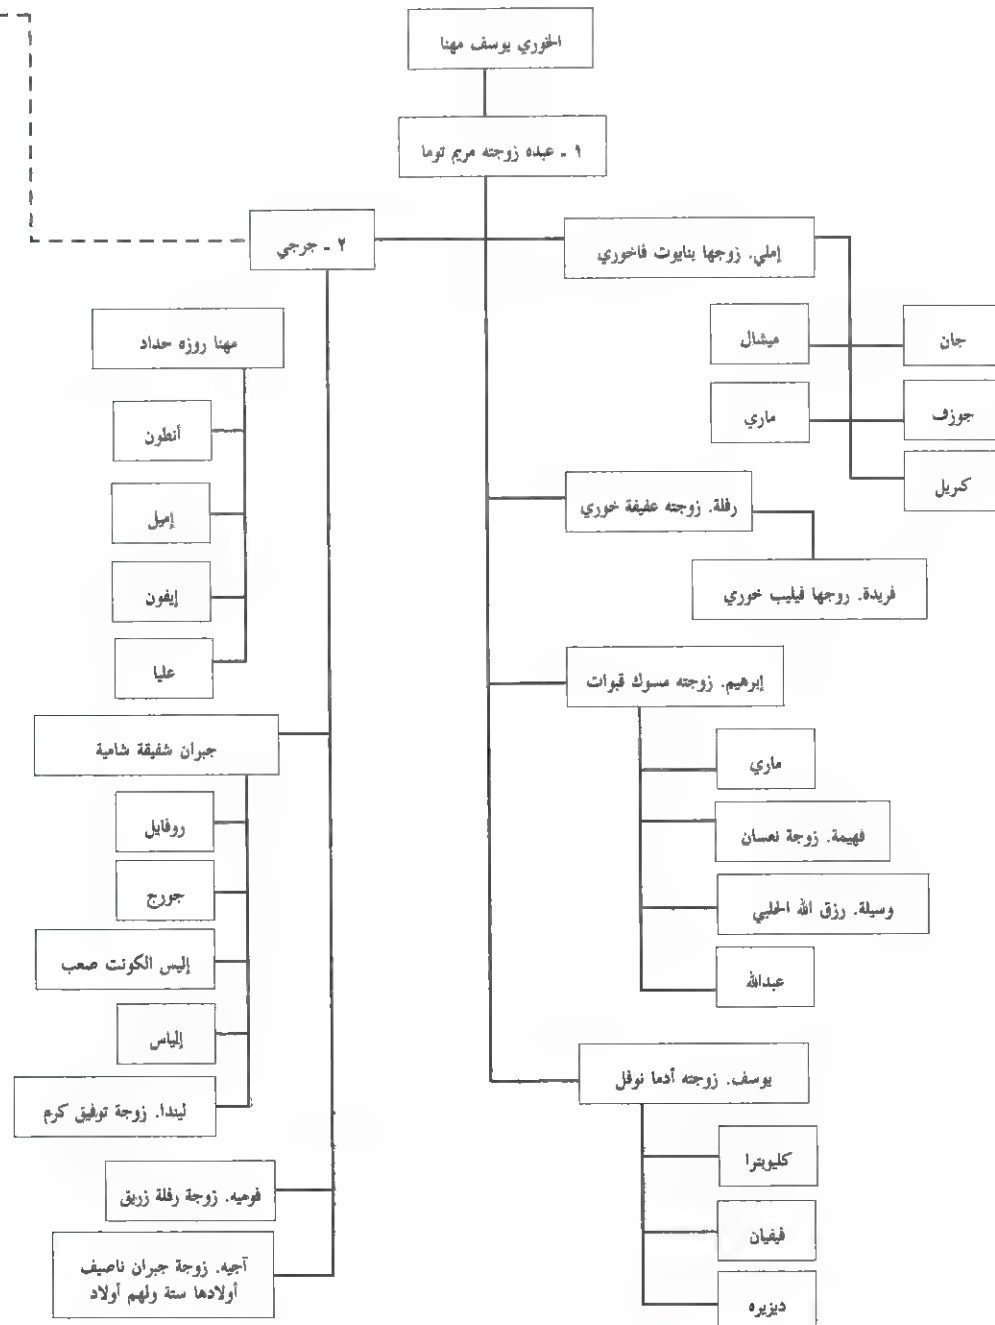 الخوري يوسف مهنا
١ ـ عبده زوجته مريم توما
إملي. زوجها بنايوت فاخوري
٢ ـ جرجي
جان
ميشال
جوزف
ماري
كمريل
رفلة. زوجته عفيفة خوري
فريدة. روجها فيليب خوري
إبرهيم. زوجته مسوك قبوات
ماري
فهيمة. زوجة نعسان
وسيلة. رزق الله الحلبي
عبدالله
يوسف. زوجته أدما نوفل
كليوبترا
فيفيان
ديزيره
مهنا روزه حداد
أنطون
إميل
إيفون
عليا
جبران شفيقة شامية
روفايل
جورج
إليس الكونت صعب
إلياس
ليندا. زوجة توفيق كرم
فوميه. زوجة رفلة زريق
آجيه. زوجة جبران ناصيف
أولادها ستة ولهم أولاد